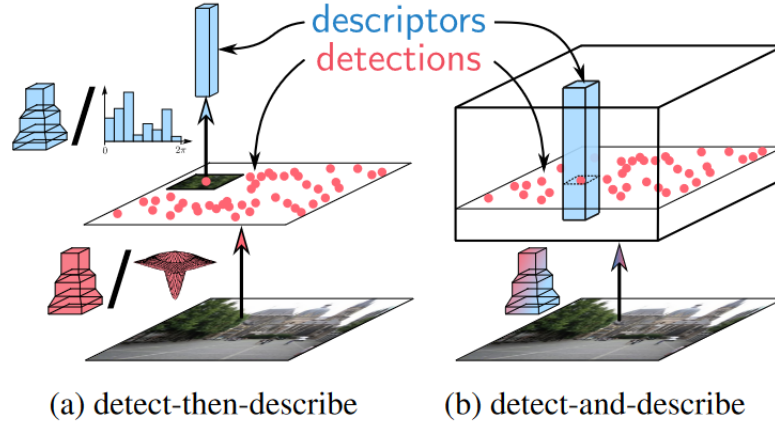 descriptors
detections
0
2π
(a) detect-then-describe
(b) detect-and-describe